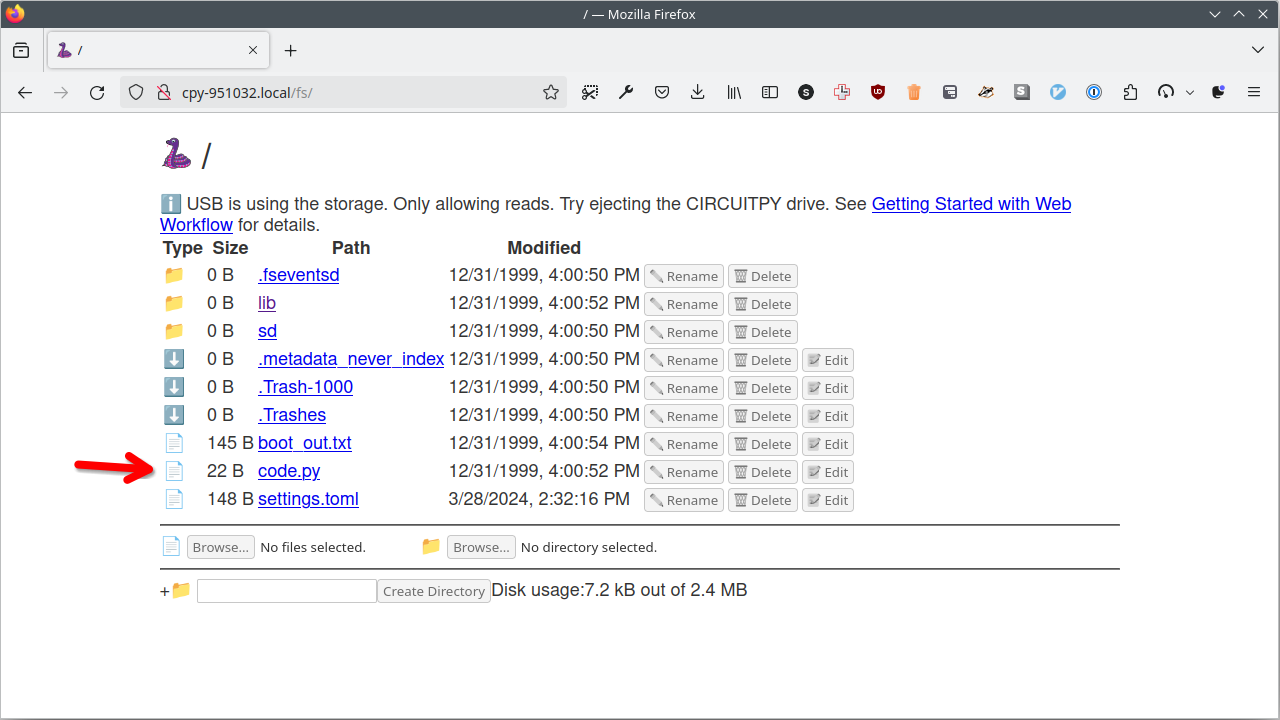 / — Mozilla Firefox
/
cpy-951032.local/fs/
/
USB is using the storage. Only allowing reads. Try ejecting the CIRCUITPY drive. See Getting Started with Web
Workflow for details.
Type Size Path Modified
0 B .fseventsd 12/31/1999, 4:00:50 PM Rename Delete
0 B lib 12/31/1999, 4:00:52 PM Rename Delete
0 B sd 12/31/1999, 4:00:50 PM Rename Delete
0 B .metadata_never_index 12/31/1999, 4:00:50 PM Rename Delete Edit
0 B .Trash-1000 12/31/1999, 4:00:50 PM Rename Delete Edit
0 B .Trashes 12/31/1999, 4:00:50 PM Rename Delete Edit
145 B boot_out.txt 12/31/1999, 4:00:54 PM Rename Delete Edit
22 B code.py 12/31/1999, 4:00:52 PM Rename Delete Edit
148 B settings.toml 3/28/2024, 2:32:16 PM Rename Delete Edit
Browse... No files selected. Browse... No directory selected.
+ Create Directory Disk usage:7.2 kB out of 2.4 MB